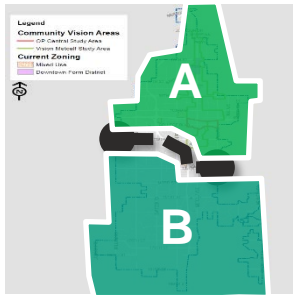 Legend
Community Vision Areas
OP Central Study Area
Vision Metcalf Study Area
Current Zoning
Mixed Use
Downtown Form District
A
B